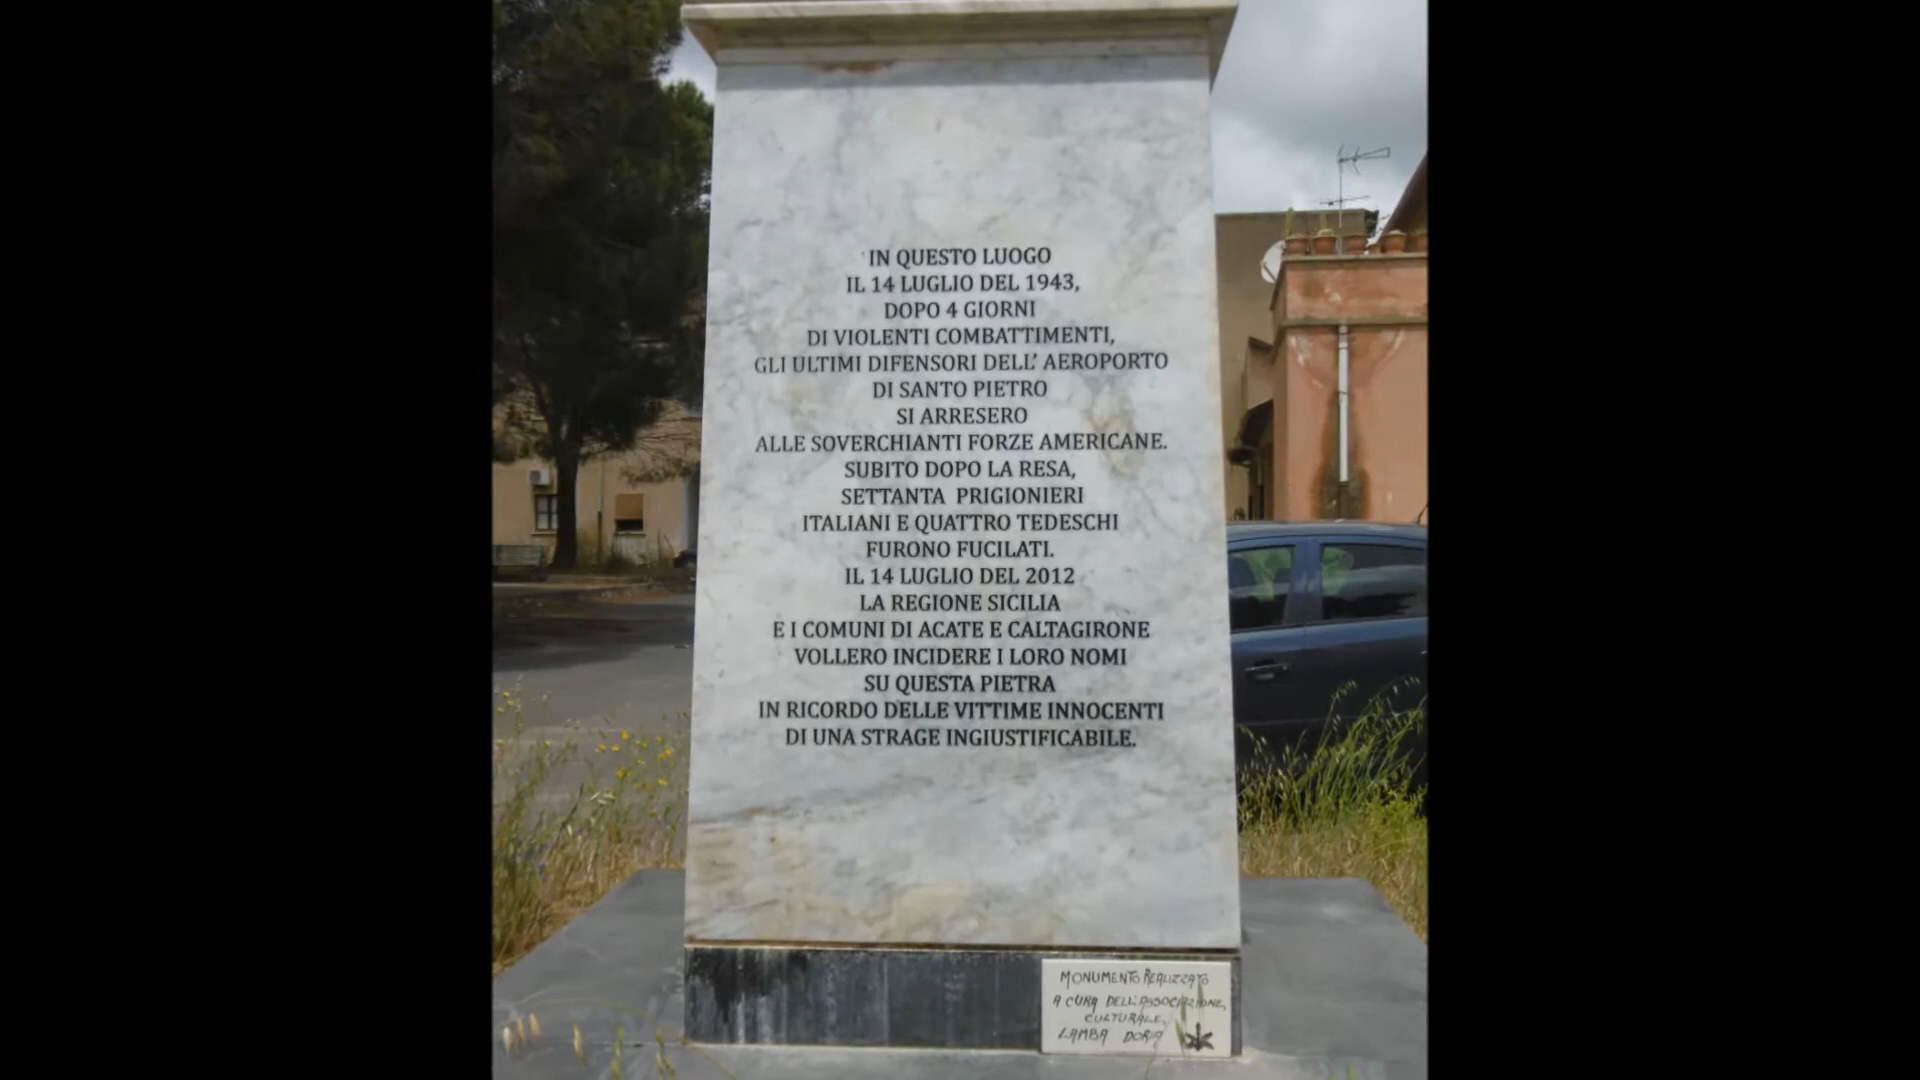 IN QUESTO LUOGO
IL 14 LUGLIO DEL 1943,
DOPO 4 GIORNI
DI VIOLENTI COMBATTIMENTI,
GLI ULTIMI DIFENSORI DELL' AEROPORTO
DI SANTO PIETRO
SI ARRESERO
ALLE SOVERCHIANTI FORZE AMERICANE.
SUBITO DOPO LA RESA,
SETTANTA PRIGIONIERI
ITALIANI E QUATTRO TEDESCHI
FURONO FUCILATI.
IL 14 LUGLIO DEL 2012
LA REGIONE SICILIA
E I COMUNI DI ACATE E CALTAGIRONE
VOLLERO INCIDERE I LORO NOMI
SU QUESTA PIETRA
IN RICORDO DELLE VITTIME INNOCENTI
DI UNA STRAGE INGIUSTIFICABILE.
MONUMENTO REALIZZATO
A CURA DELL'ASSOCIAZIONE
CULTURALE
LAMBA DORIA